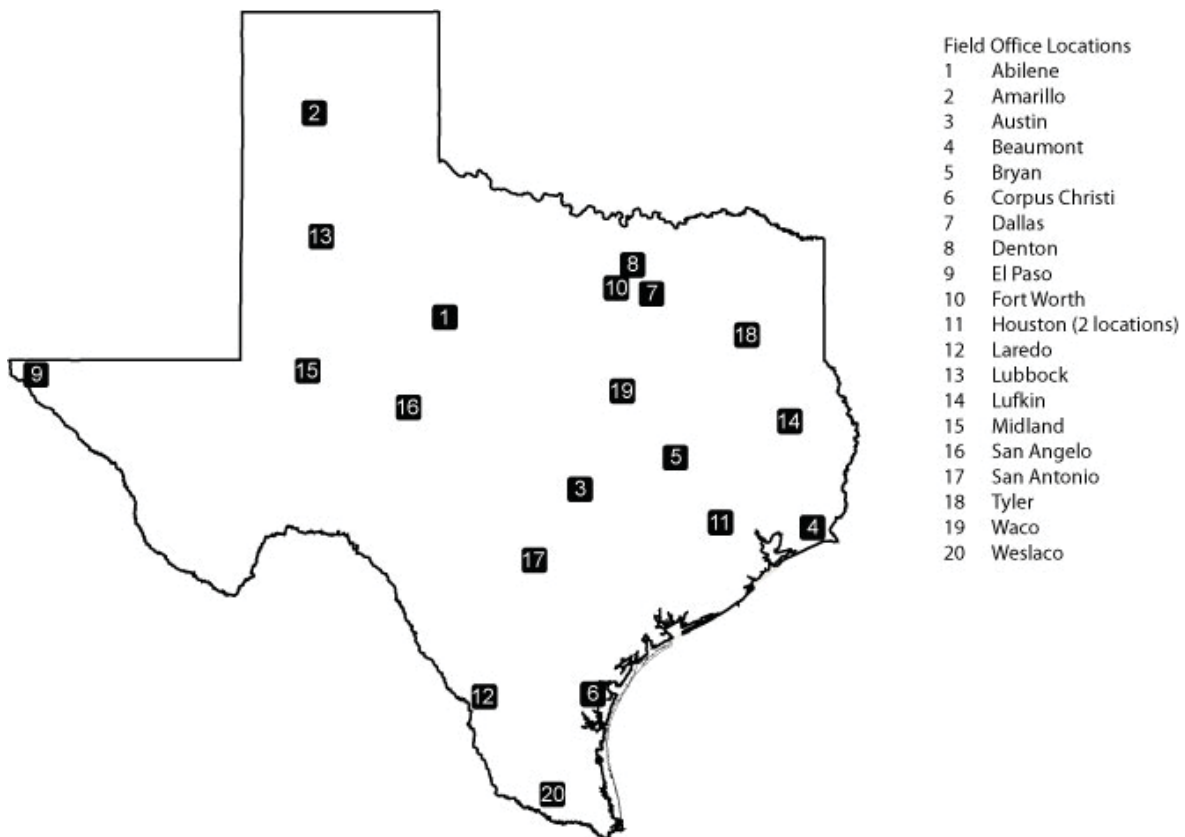 Field Office Locations
1 Abilene
2 Amarillo
3 Austin
4 Beaumont
5 Bryan
6 Corpus Christi
7 Dallas
8 Denton
9 El Paso
10 Fort Worth
11 Houston (2 locations)
12 Laredo
13 Lubbock
14 Lufkin
15 Midland
16 San Angelo
17 San Antonio
18 Tyler
19 Waco
20 Weslaco
2
13
8
10
7
1
18
15
9
19
16
14
5
3
11
4
17
12
6
20